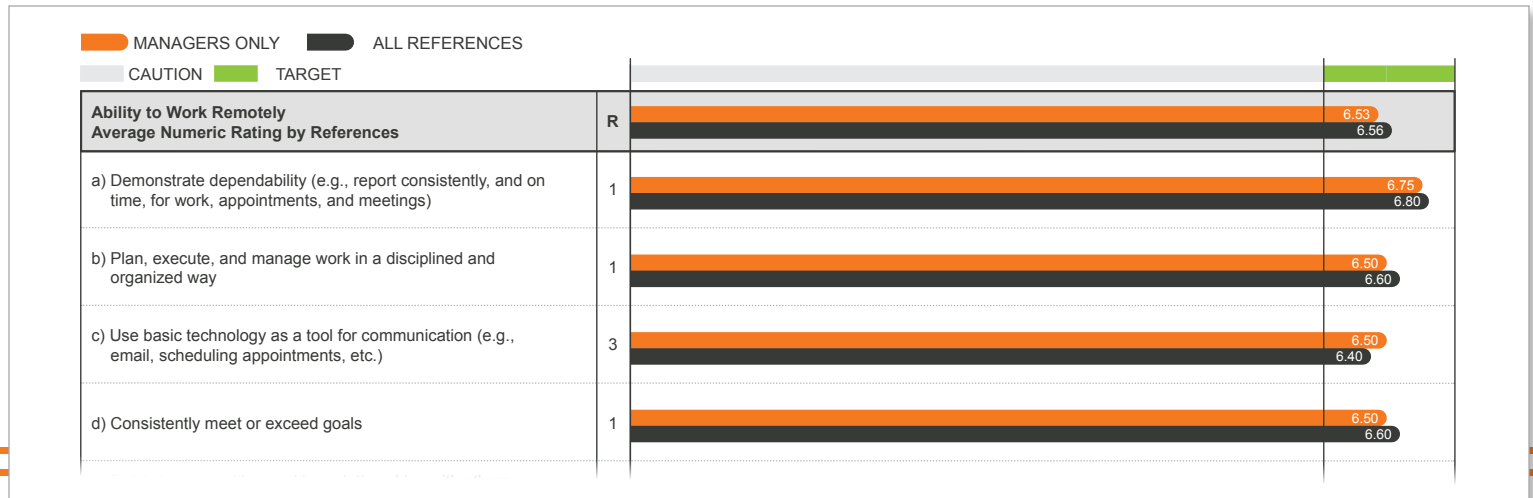 MANAGERS ONLY ALL REFERENCES
CAUTION TARGET
Ability to Work Remotely
Average Numeric Rating by References
R
6.53
6.56
a) Demonstrate dependability (e.g., report consistently, and on
time, for work, appointments, and meetings)
1
6.75
6.80
b) Plan, execute, and manage work in a disciplined and
organized way
1
6.50
6.60
c) Use basic technology as a tool for communication (e.g.,
email, scheduling appointments, etc.)
3
6.50
6.40
d) Consistently meet or exceed goals
1
6.50
6.60